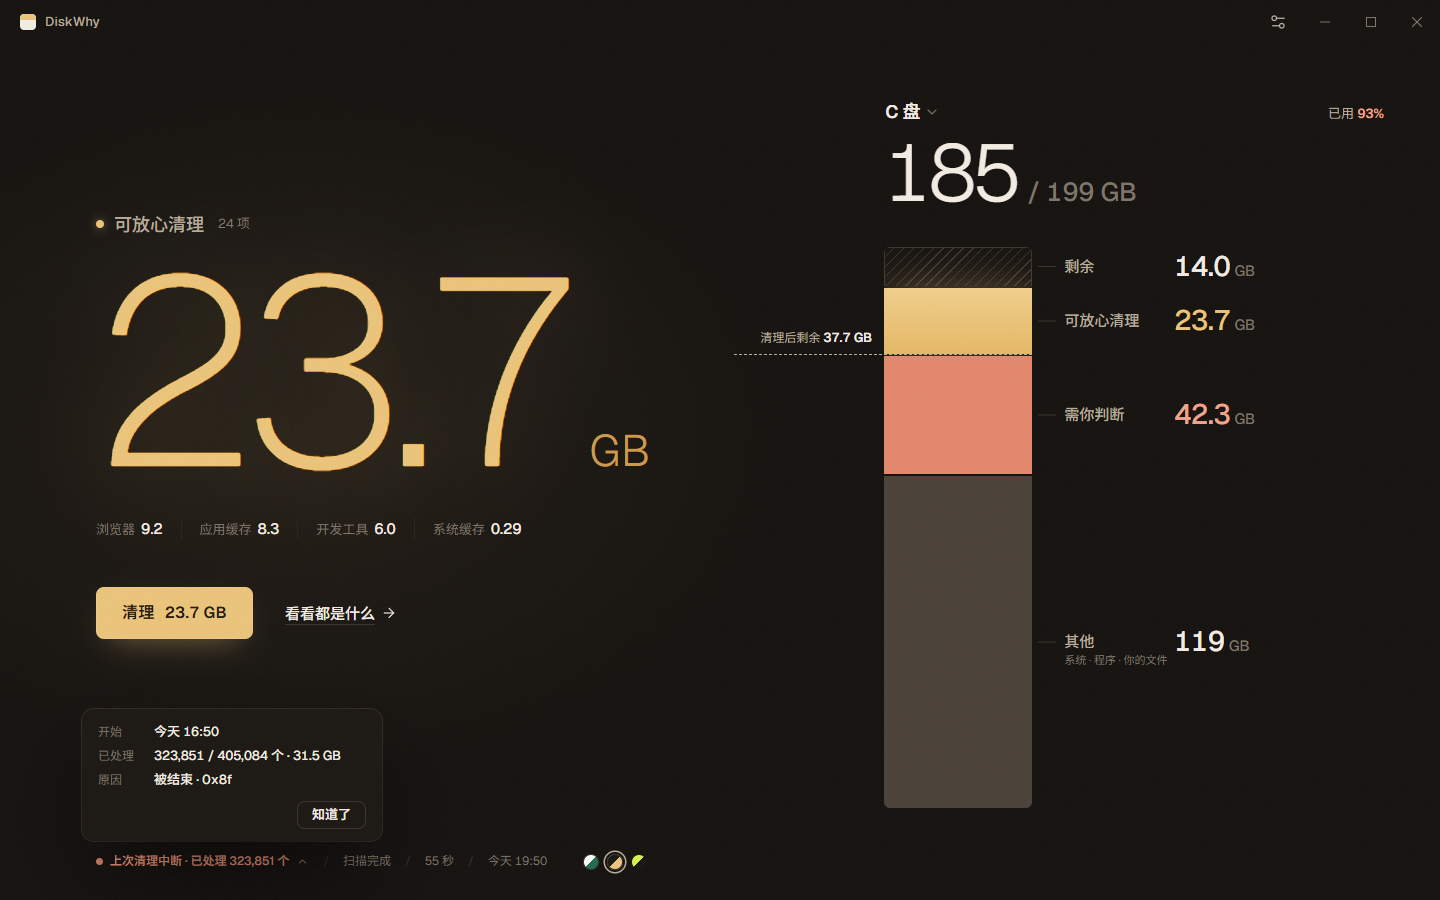 DiskWhy
C 盘
已用 93%
185 / 199 GB
可放心清理 24 项
23.7 GB
浏览器 9.2
应用缓存 8.3
开发工具 6.0
系统缓存 0.29
清理 23.7 GB
看看都是什么 →
清理后剩余 37.7 GB
剩余 14.0 GB
可放心清理 23.7 GB
需你判断 42.3 GB
其他 119 GB
系统 · 程序 · 你的文件
开始 今天 16:50
已处理 323,851 / 405,084 个 · 31.5 GB
原因 被结束 · 0x8f
知道了
上次清理中断 · 已处理 323,851 个 / 扫描完成 / 55 秒 / 今天 19:50